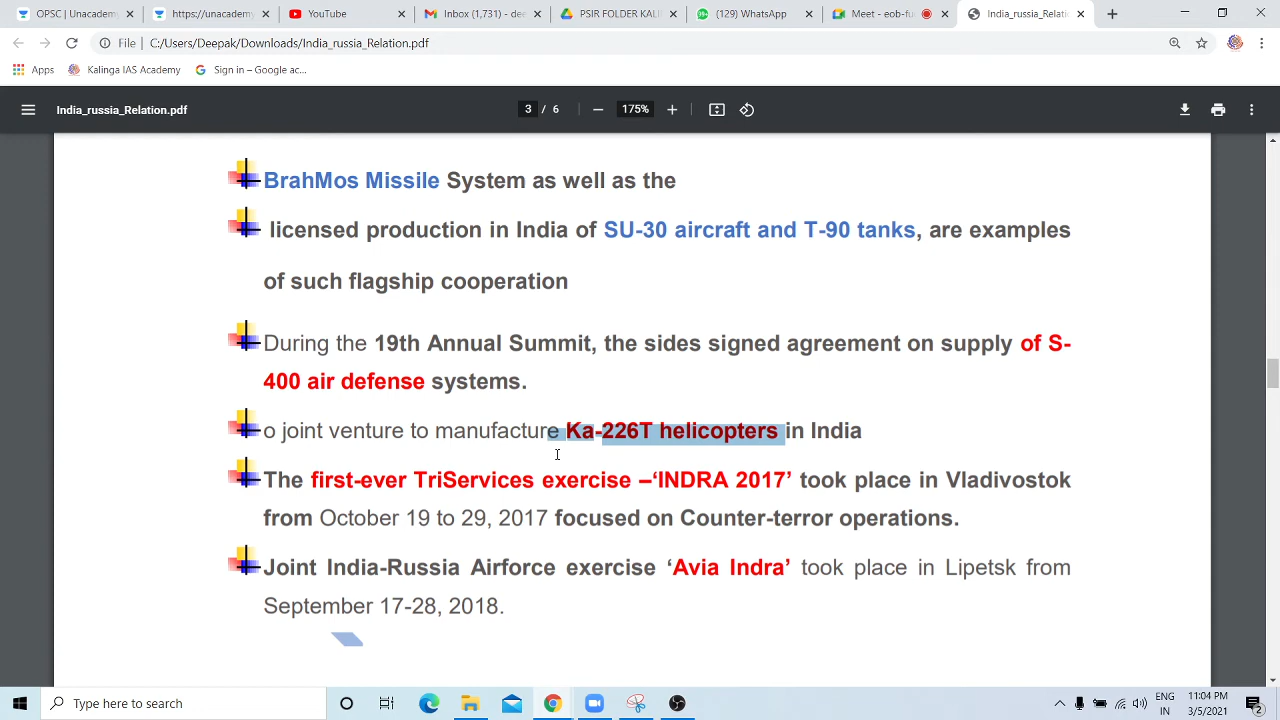 OPSC | Unacademy
https://unacademy
YouTube
Inbox (1,731) - dee
PSIR FOLDER KALI
(129) WhatsApp
Meet - eob-fu
India_russia_Relati
File | C:/Users/Deepak/Downloads/India_russia_Relation.pdf
Apps Kalinga IAS Academy Sign in – Google ac...
India_russia_Relation.pdf 3 / 6 175%
BrahMos Missile System as well as the
licensed production in India of SU-30 aircraft and T-90 tanks, are examples
of such flagship cooperation
During the 19th Annual Summit, the sides signed agreement on supply of S-
400 air defense systems.
o joint venture to manufacture Ka-226T helicopters in India
The first-ever TriServices exercise –‘INDRA 2017’ took place in Vladivostok
from October 19 to 29, 2017 focused on Counter-terror operations.
Joint India-Russia Airforce exercise ‘Avia Indra’ took place in Lipetsk from
September 17-28, 2018.
Type here to search
ENG
IN
11:04 PM
3/5/2021
2